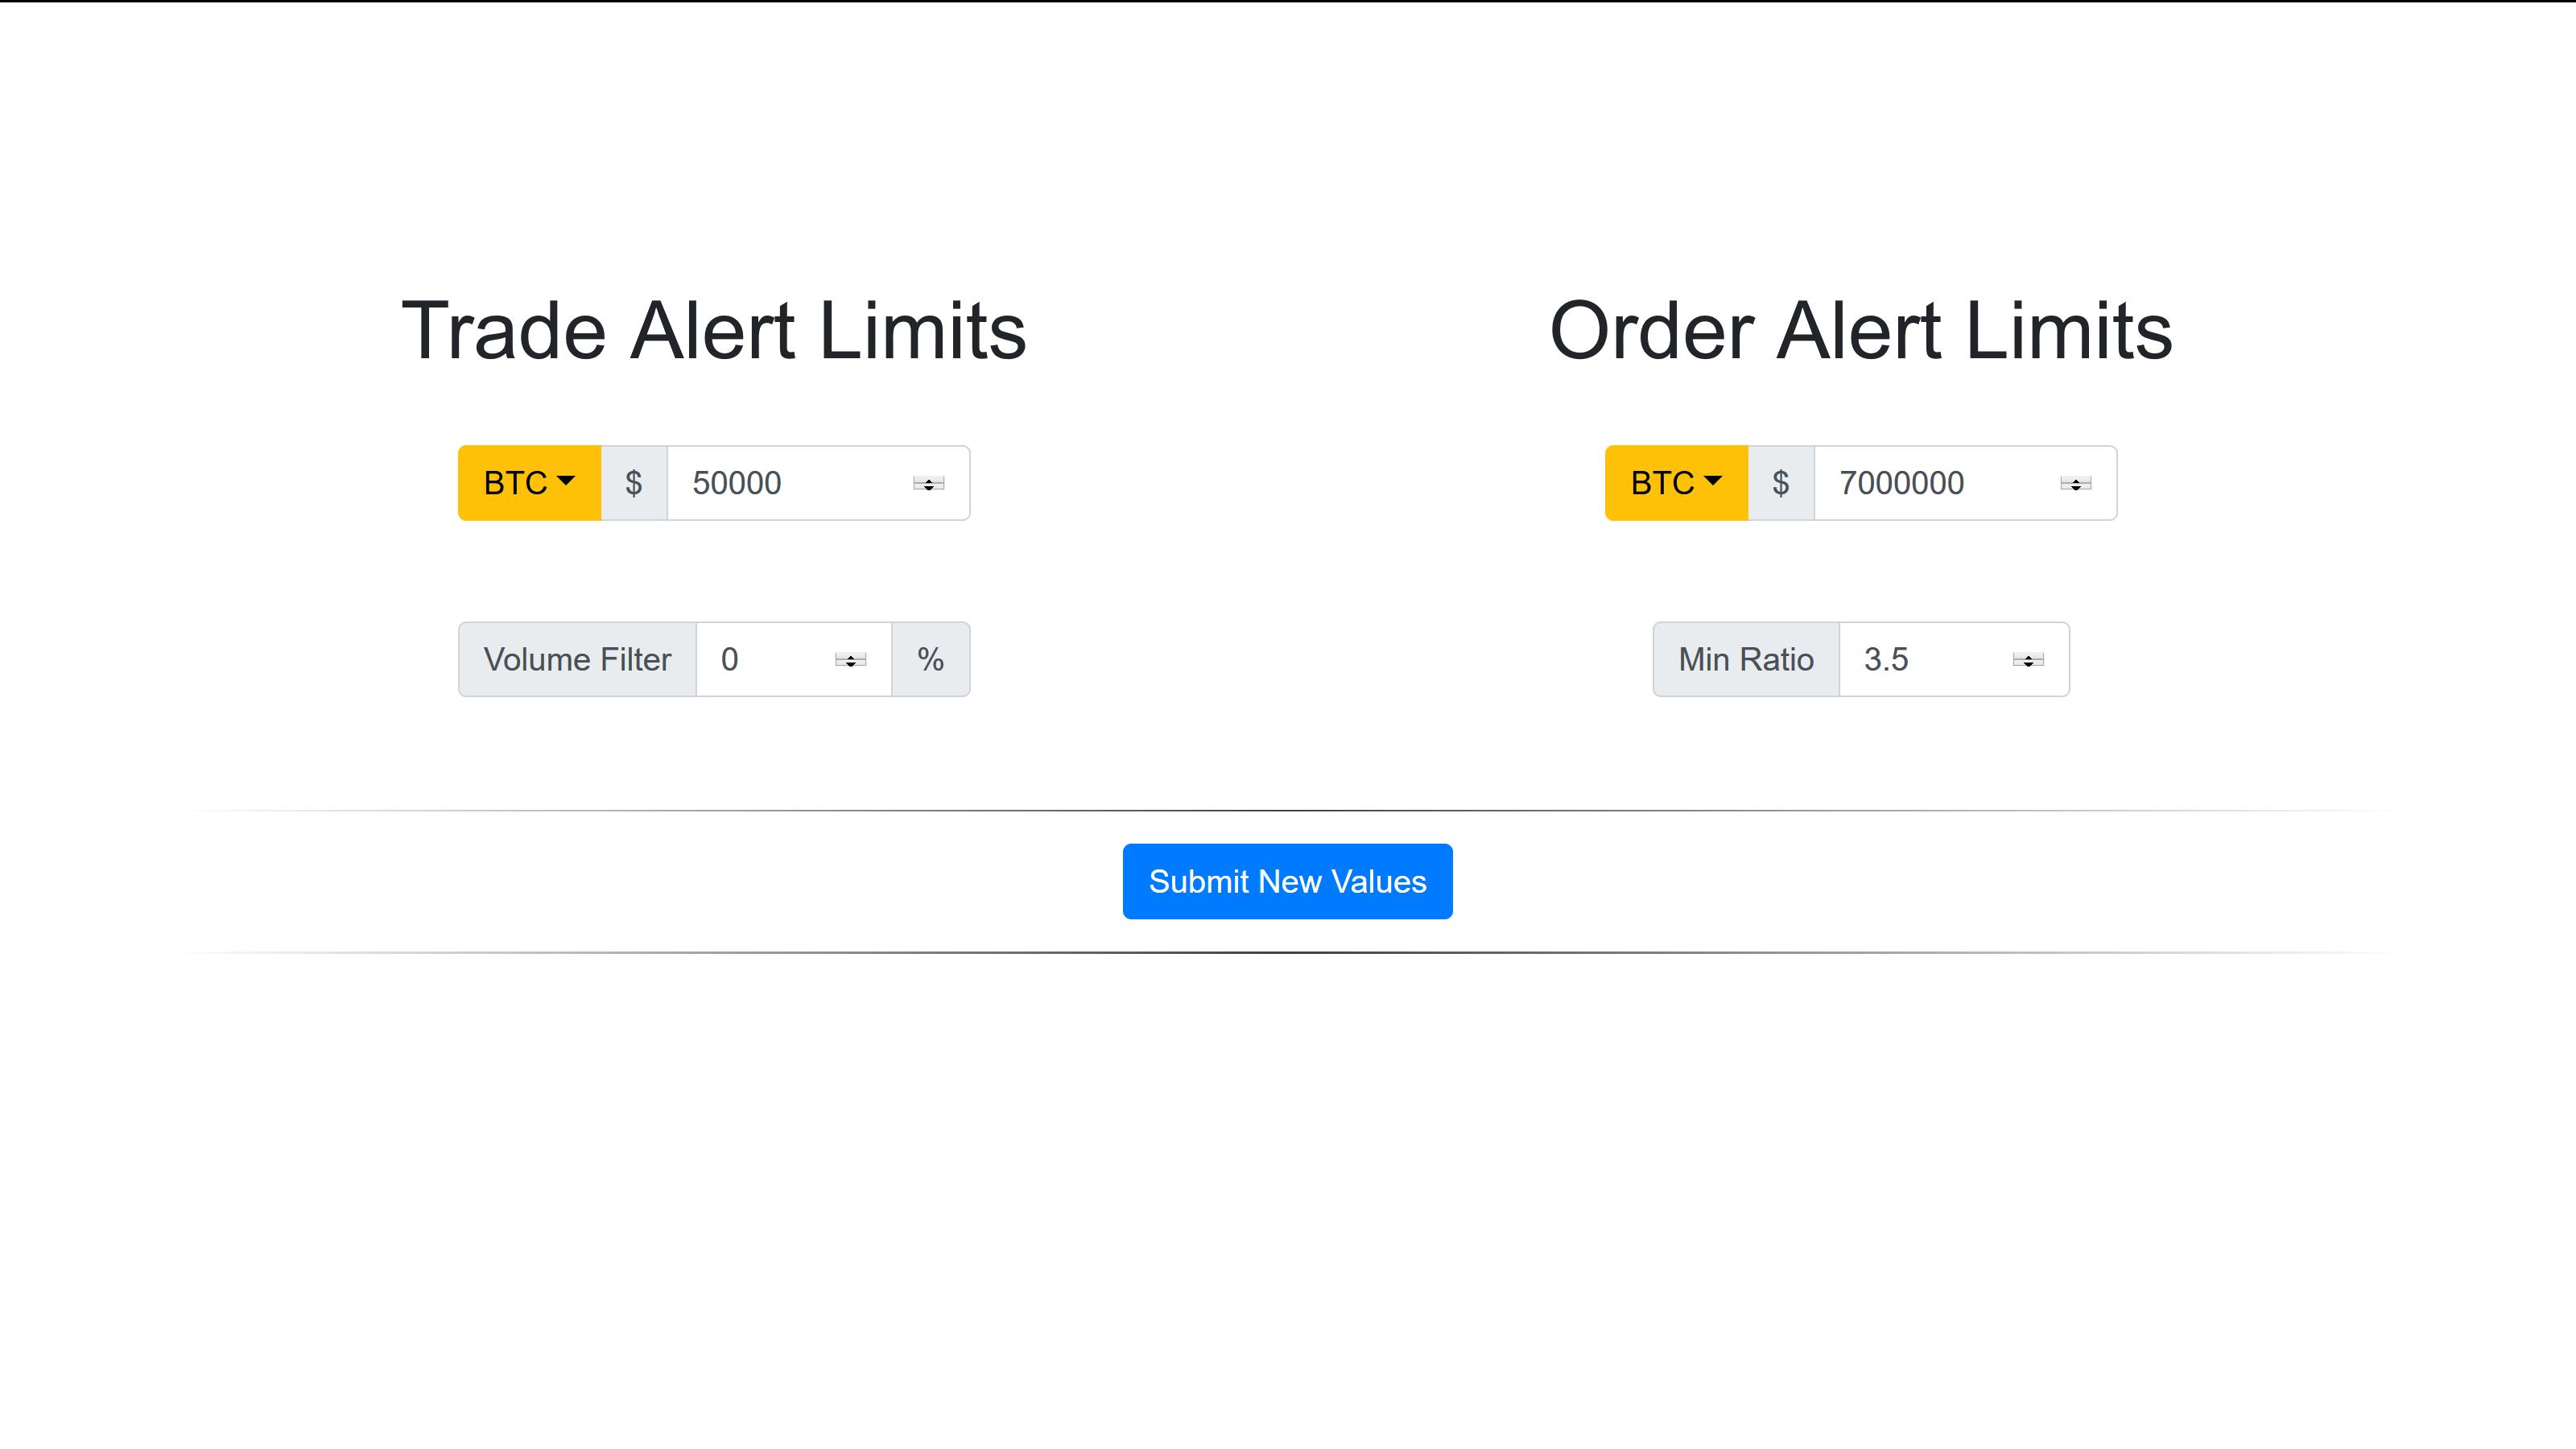 Trade Alert Limits
BTC $ 50000
Volume Filter 0 %
Order Alert Limits
BTC $ 7000000
Min Ratio 3.5
Submit New Values